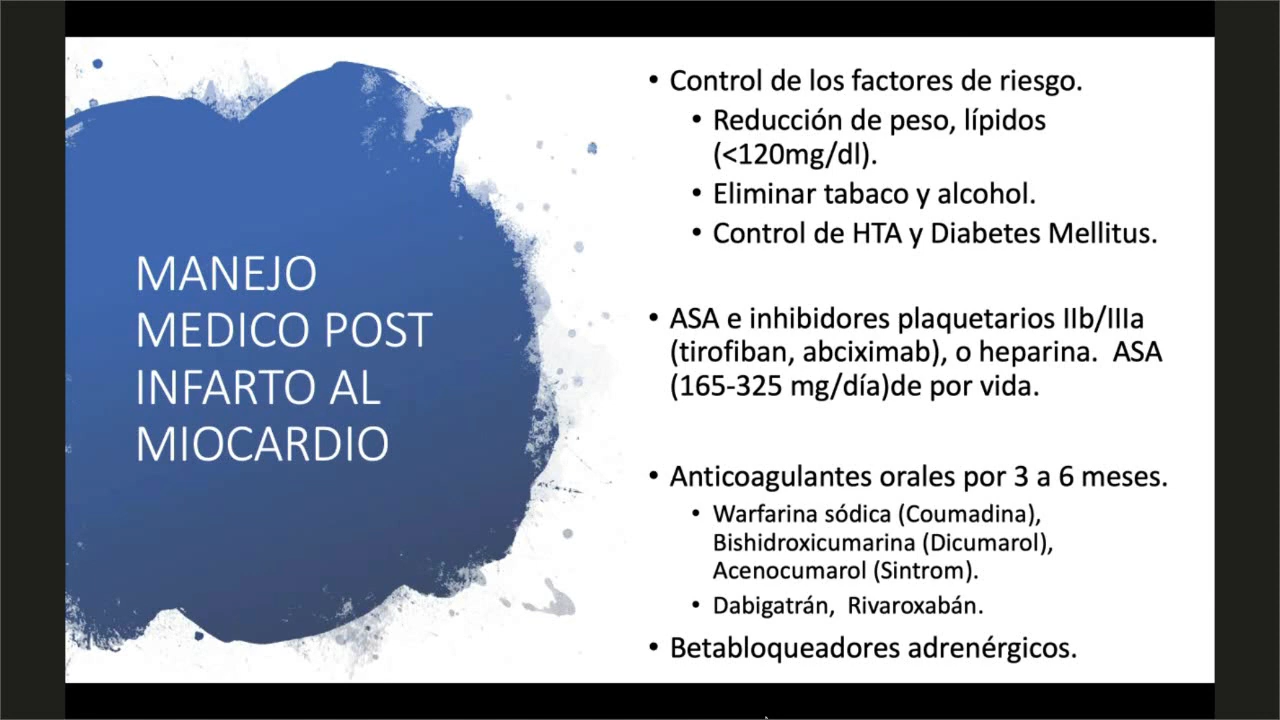 MANEJO
MEDICO POST
INFARTO AL
MIOCARDIO
• Control de los factores de riesgo.
• Reducción de peso, lípidos
(<120mg/dl).
• Eliminar tabaco y alcohol.
• Control de HTA y Diabetes Mellitus.
• ASA e inhibidores plaquetarios IIb/IIIa
(tirofiban, abciximab), o heparina.  ASA
(165-325 mg/día)de por vida.
• Anticoagulantes orales por 3 a 6 meses.
• Warfarina sódica (Coumadina),
Bishidroxicumarina (Dicumarol),
Acenocumarol (Sintrom).
• Dabigatrán,  Rivaroxabán.
• Betabloqueadores adrenérgicos.